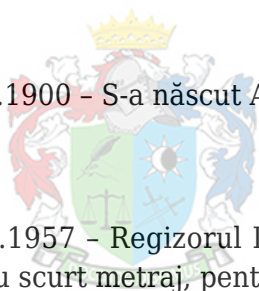 .1900 – S-a născut A
.1957 – Regizorul I
u scurt metraj, pent